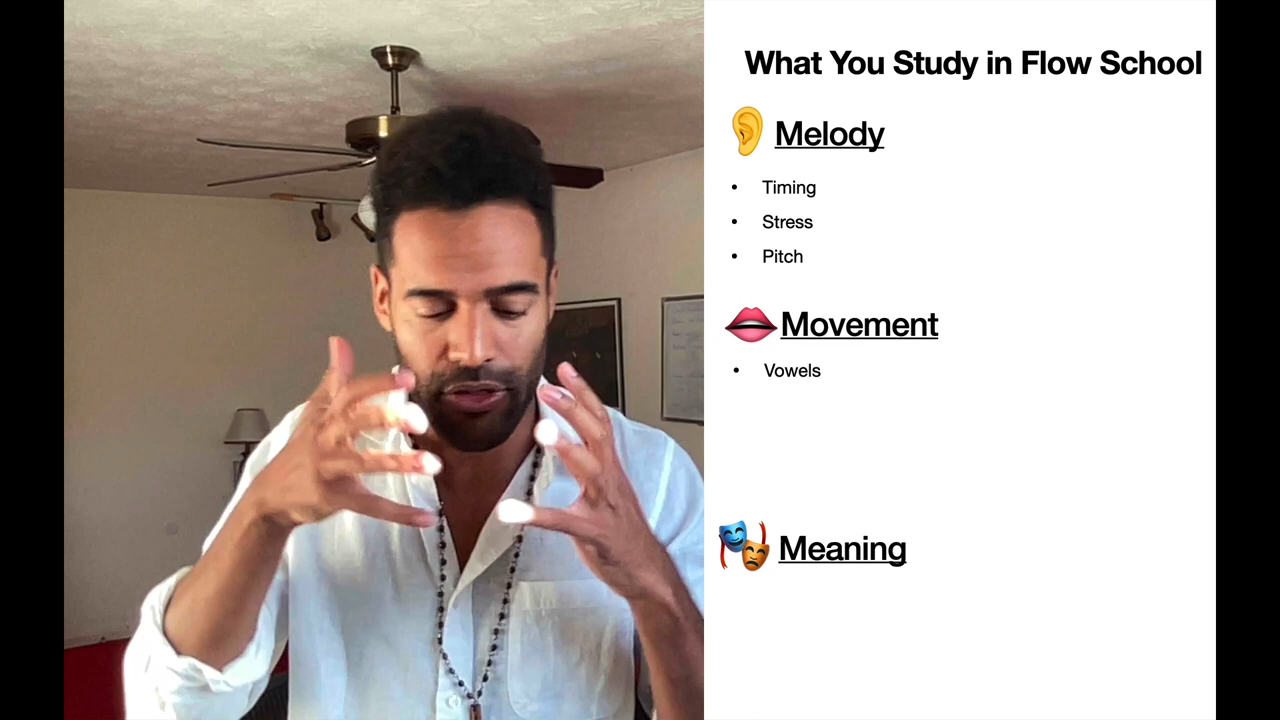 What You Study in Flow School
Melody
• Timing
• Stress
• Pitch
Movement
• Vowels
Meaning